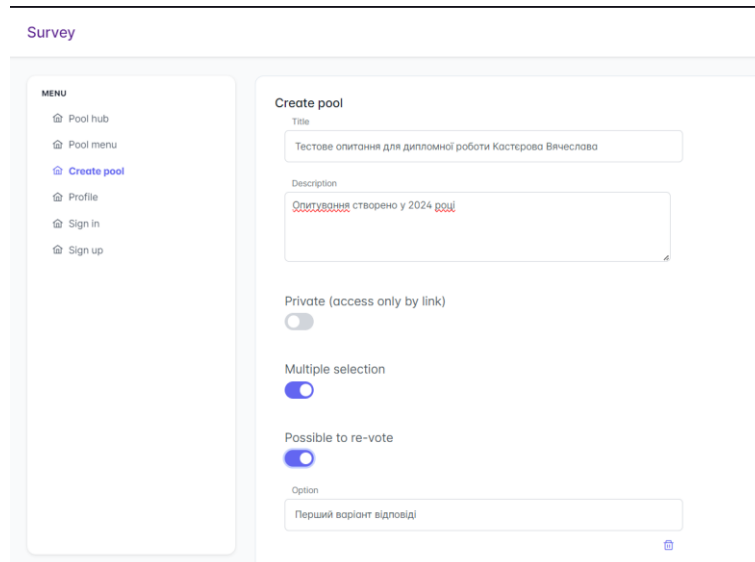 Survey
MENU
Pool hub
Pool menu
Create pool
Profile
Sign in
Sign up
Create pool
Title
Тестове опитання для дипломної роботи Кастєрова Вячеслава
Description
Опитування створено у 2024 році
Private (access only by link)
Multiple selection
Possible to re-vote
Option
Перший варіант відповіді